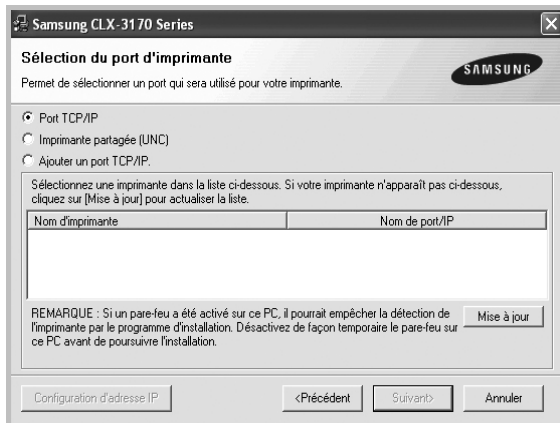 Samsung CLX-3170 Series
Sélection du port d'imprimante
Permet de sélectionner un port qui sera utilisé pour votre imprimante.
SAMSUNG
Port TCP/IP
Imprimante partagée (UNC)
Ajouter un port TCP/IP.
Sélectionnez une imprimante dans la liste ci-dessous. Si votre imprimante n'apparaît pas ci-dessous,
cliquez sur [Mise à jour] pour actualiser la liste.
Nom d'imprimante Nom de port/IP
REMARQUE : Si un pare-feu a été activé sur ce PC, il pourrait empêcher la détection de
l'imprimante par le programme d'installation. Désactivez de façon temporaire le pare-feu sur
ce PC avant de poursuivre l'installation.
Mise à jour
Configuration d'adresse IP <Précédent Suivant> Annuler